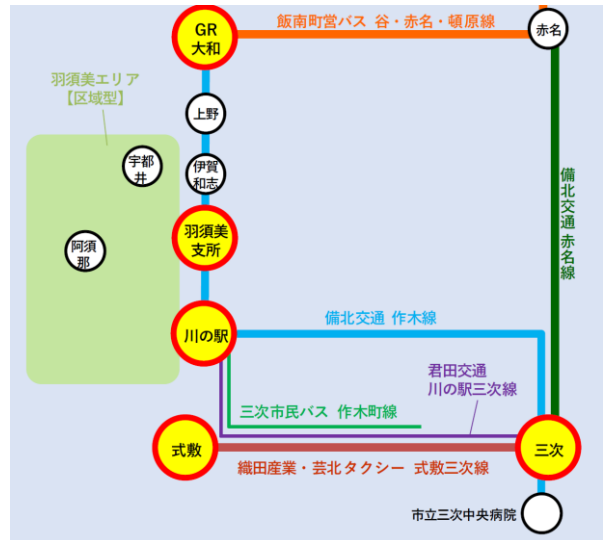 GR
大和
飯南町営バス 谷・赤名・頓原線
赤名
羽須美エリア
【区域型】
上野
宇都
井
伊賀
和志
阿須
那
羽須美
支所
備北交通 赤名線
川の駅
備北交通 作木線
君田交通
川の駅三次線
三次市民バス 作木町線
式敷
三次
織田産業・芸北タクシー 式敷三次線
市立三次中央病院